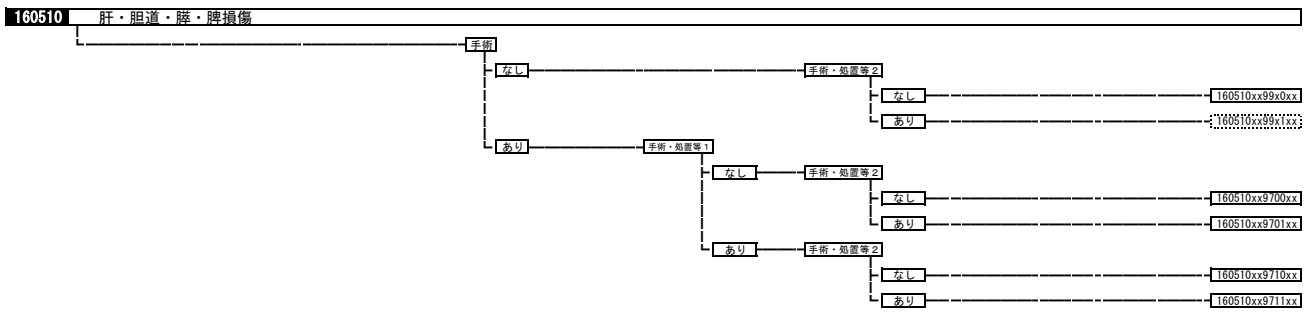 160510 肝・胆道・膵・脾損傷
手術
なし 手術・処置等2
なし 160510xx99x0xx
あり 160510xx99x1xx
あり 手術・処置等1
なし 手術・処置等2
なし 160510xx9700xx
あり 160510xx9701xx
あり 手術・処置等2
なし 160510xx9710xx
あり 160510xx9711xx